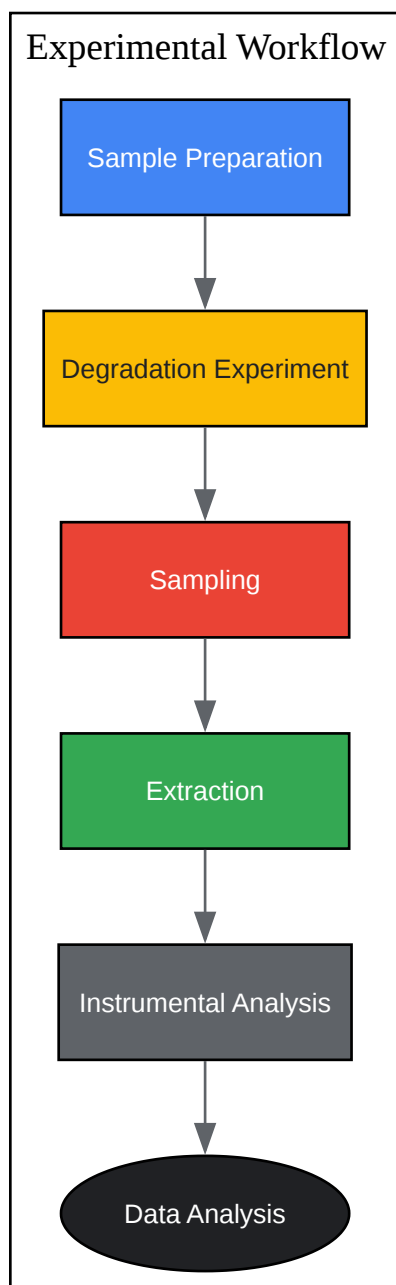 Experimental Workflow
Sample Preparation
Degradation Experiment
Sampling
Extraction
Instrumental Analysis
Data Analysis